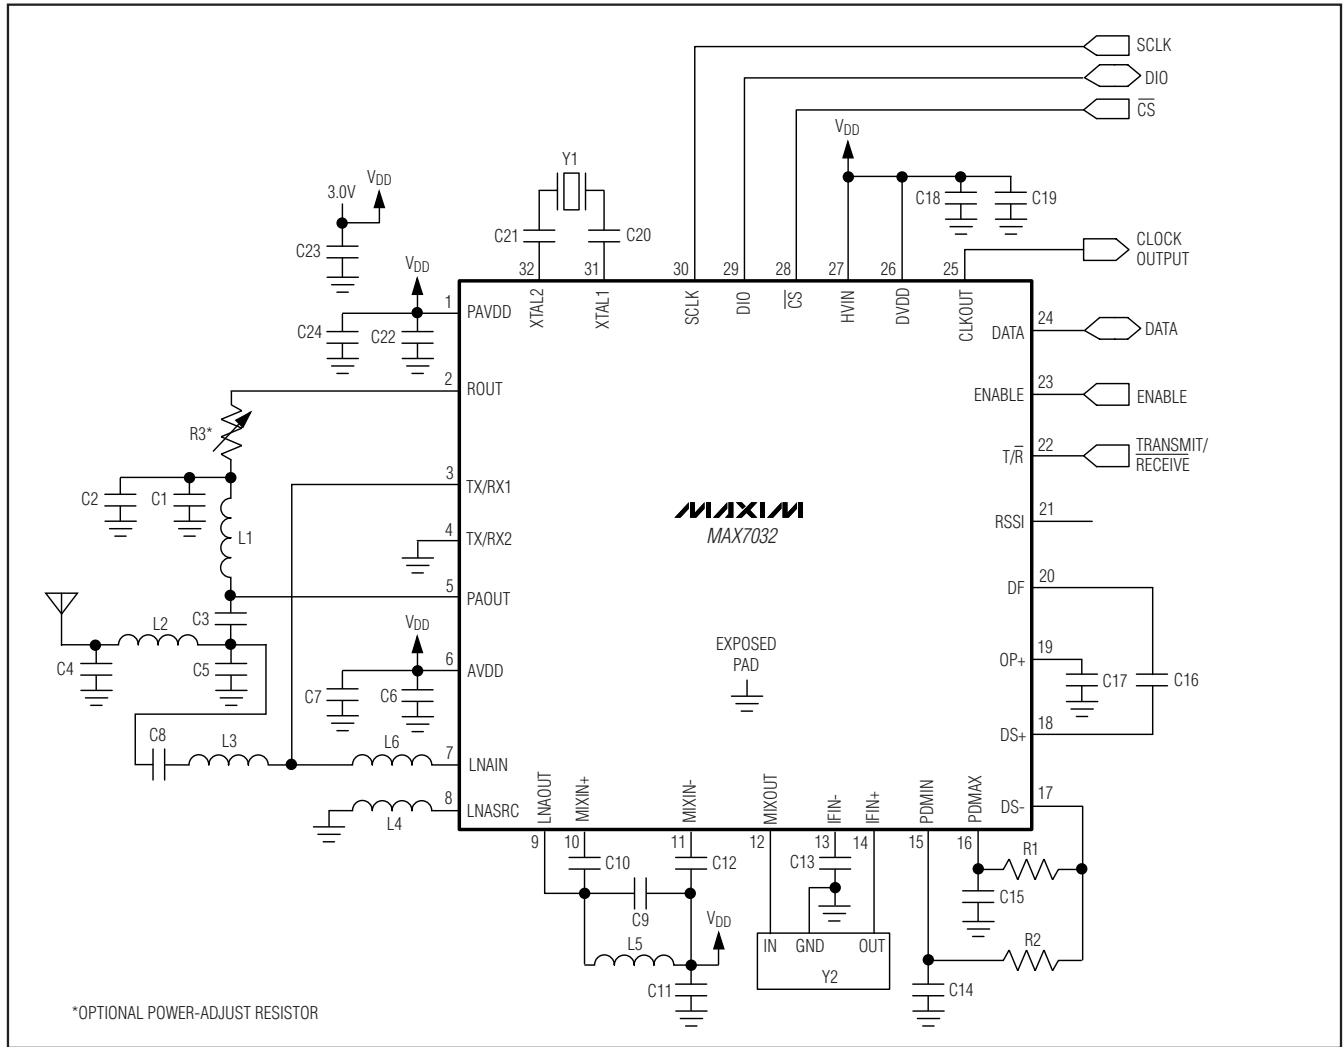 SCLK
DIO
CS
VDD
Y1
VDD
3.0V
C18
C19
C21
C20
CLOCK
OUTPUT
C23
VDD
32
31
30
29
28
27
26
25
XTAL2
XTAL1
SCLK
DIO
CS
HVIN
DVDD
CLKOUT
1
PAVDD
C24
C22
DATA
24
DATA
2
ROUT
ENABLE
23
ENABLE
R3*
T/R
22
TRANSMIT/
RECEIVE
3
TX/RX1
C2
C1
MAXIM
MAX7032
RSSI
21
L1
4
TX/RX2
5
PAOUT
DF
20
C3
L2
VDD
EXPOSED
PAD
OP+
19
C4
C5
6
AVDD
C7
C6
C17
C16
DS+
18
C8
L3
L6
7
LNAIN
8
LNASRC
L4
LNAOUT
MIXIN+
MIXIN-
MIXOUT
IFIN-
IFIN+
PDMIN
PDMAX
DS-
17
9
10
11
12
13
14
15
16
C10
C12
C13
R1
C15
C9
VDD
L5
IN
GND
OUT
Y2
R2
C11
C14
*OPTIONAL POWER-ADJUST RESISTOR